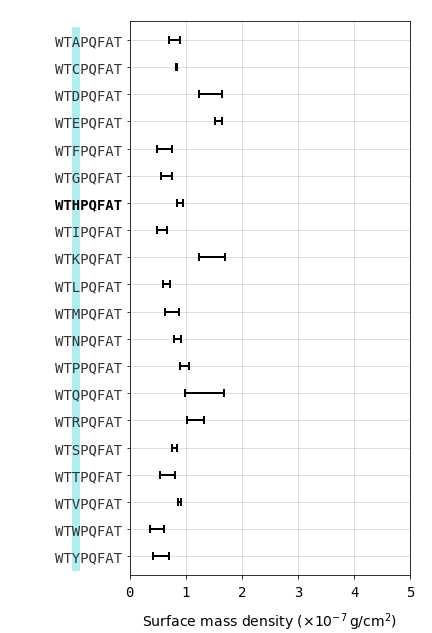 WTAPQFAT
WTCPQFAT
WTDPQFAT
WTEPQFAT
WTFPQFAT
WTGPQFAT
WTHPQFAT
WTIPQFAT
WTKPQFAT
WTLPQFAT
WTMPQFAT
WTNPQFAT
WTPPQFAT
WTQPQFAT
WTRPQFAT
WTSPQFAT
WTTPQFAT
WTVPQFAT
WTWPQFAT
WTYPQFAT
0 1 2 3 4 5
Surface mass density (×10⁻⁷ g/cm²)